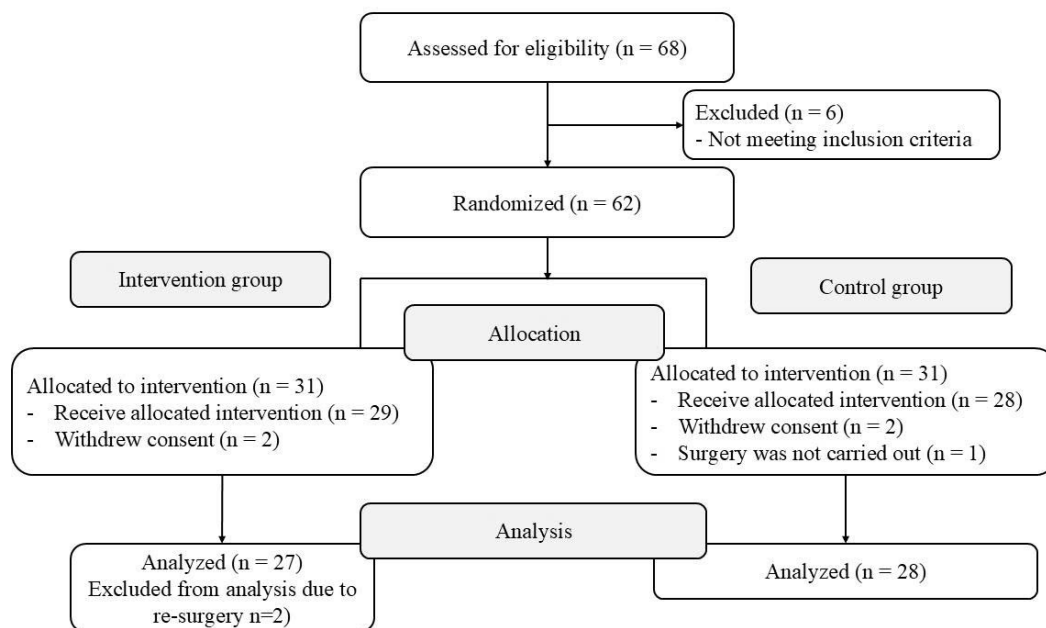 Assessed for eligibility (n = 68)
Excluded (n = 6)
- Not meeting inclusion criteria
Randomized (n = 62)
Intervention group
Control group
Allocation
Allocated to intervention (n = 31)
- Receive allocated intervention (n = 29)
- Withdrew consent (n = 2)
Allocated to intervention (n = 31)
- Receive allocated intervention (n = 28)
- Withdrew consent (n = 2)
- Surgery was not carried out (n = 1)
Analysis
Analyzed (n = 27)
Excluded from analysis due to
re-surgery n=2)
Analyzed (n = 28)